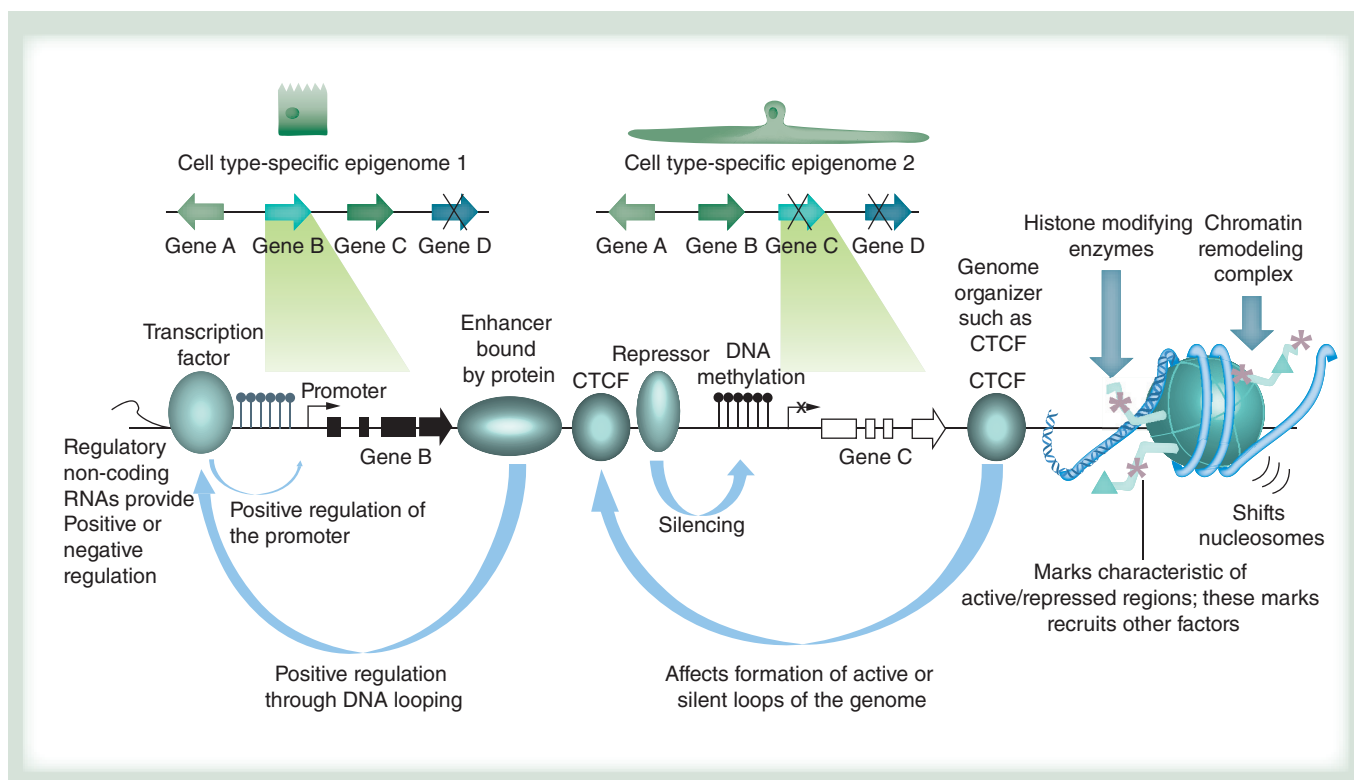 Cell type-specific epigenome 1
Gene A
Gene B
Gene C
Gene D
Cell type-specific epigenome 2
Gene A
Gene B
Gene C
Gene D
Histone modifying
enzymes
Chromatin
remodeling
complex
Transcription
factor
Promoter
Enhancer
bound
by protein
CTCF
Repressor
DNA
methylation
Genome
organizer
such as
CTCF
CTCF
Gene B
Gene C
Regulatory
non-coding
RNAs provide
Positive or
negative
regulation
Positive regulation of
the promoter
Silencing
Shifts
nucleosomes
Marks characteristic of
active/repressed regions; these marks
recruits other factors
Positive regulation
through DNA looping
Affects formation of active or
silent loops of the genome